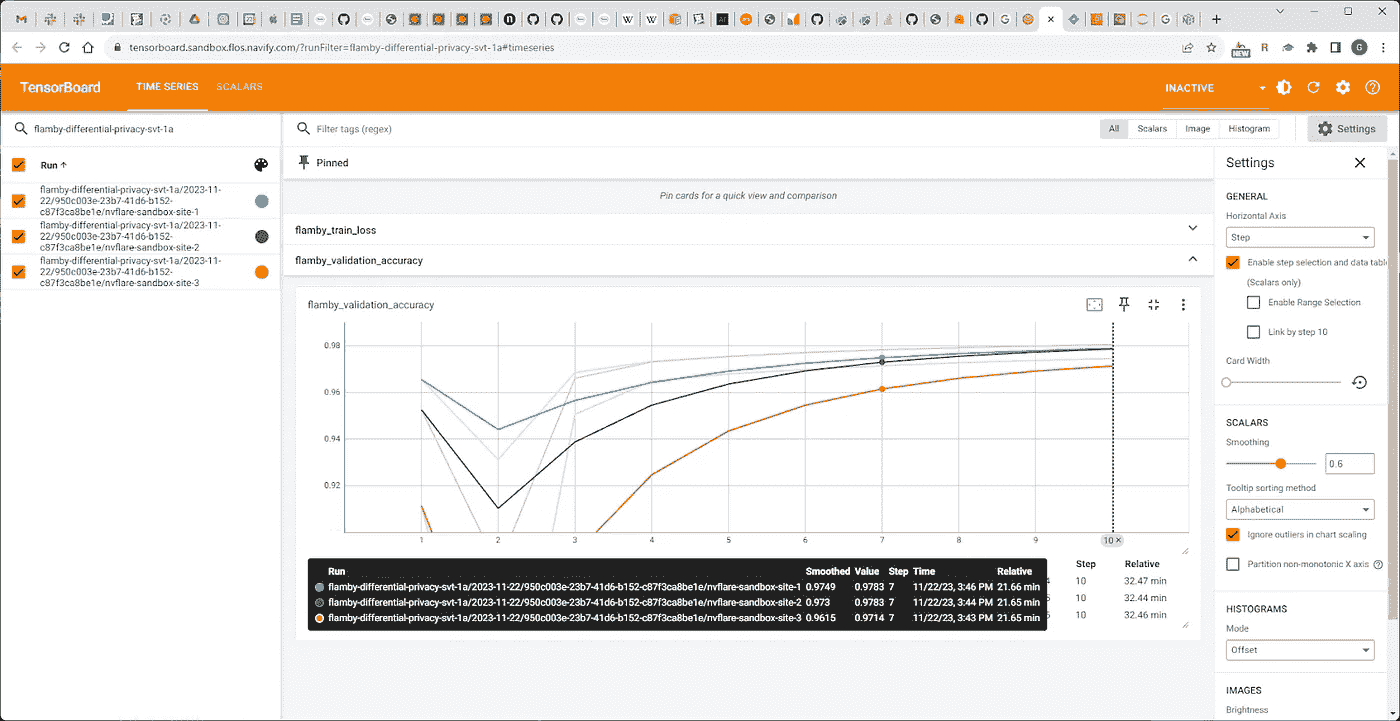 tensorboard.sandbox.flos.navify.com/?runFilter=flamby-differential-privacy-svt-1a#timeseries
NEW
R
G
TensorBoard
TIME SERIES
SCALARS
INACTIVE
flamby-differential-privacy-svt-1a
Filter tags (regex)
All
Scalars
Image
Histogram
Settings
Run
flamby-differential-privacy-svt-1a/2023-11-
22/950c003e-23b7-41d6-b152-
c87f3ca8be1e/nvflare-sandbox-site-1
flamby-differential-privacy-svt-1a/2023-11-
22/950c003e-23b7-41d6-b152-
c87f3ca8be1e/nvflare-sandbox-site-2
flamby-differential-privacy-svt-1a/2023-11-
22/950c003e-23b7-41d6-b152-
c87f3ca8be1e/nvflare-sandbox-site-3
Pinned
Pin cards for a quick view and comparison
flamby_train_loss
flamby_validation_accuracy
flamby_validation_accuracy
0.98
0.96
0.94
0.92
1 2 3 4 5 6 7 8 9 10 ×
Run Smoothed Value Step Time Relative
flamby-differential-privacy-svt-1a/2023-11-22/950c003e-23b7-41d6-b152-c87f3ca8be1e/nvflare-sandbox-site-1 0.9749 0.9783 7 11/22/23, 3:46 PM 21.66 min
flamby-differential-privacy-svt-1a/2023-11-22/950c003e-23b7-41d6-b152-c87f3ca8be1e/nvflare-sandbox-site-2 0.973 0.9783 7 11/22/23, 3:44 PM 21.65 min
flamby-differential-privacy-svt-1a/2023-11-22/950c003e-23b7-41d6-b152-c87f3ca8be1e/nvflare-sandbox-site-3 0.9615 0.9714 7 11/22/23, 3:43 PM 21.65 min
Step Relative
10 32.47 min
10 32.44 min
10 32.46 min
Settings
GENERAL
Horizontal Axis
Step
Enable step selection and data table
(Scalars only)
Enable Range Selection
Link by step 10
Card Width
SCALARS
Smoothing
0.6
Tooltip sorting method
Alphabetical
Ignore outliers in chart scaling
Partition non-monotonic X axis
HISTOGRAMS
Mode
Offset
IMAGES
Brightness